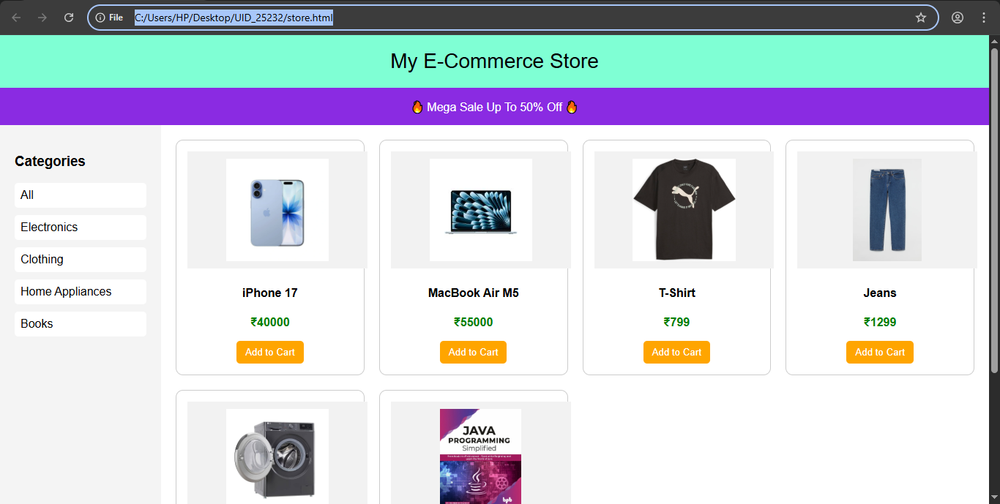 File C:/Users/HP/Desktop/UID_25232/store.html
My E-Commerce Store
🔥 Mega Sale Up To 50% Off 🔥
Categories
All
Electronics
Clothing
Home Appliances
Books
iPhone 17
₹40000
Add to Cart
MacBook Air M5
₹55000
Add to Cart
T-Shirt
₹799
Add to Cart
Jeans
₹1299
Add to Cart
JAVA
PROGRAMMING
Simplified
bpb